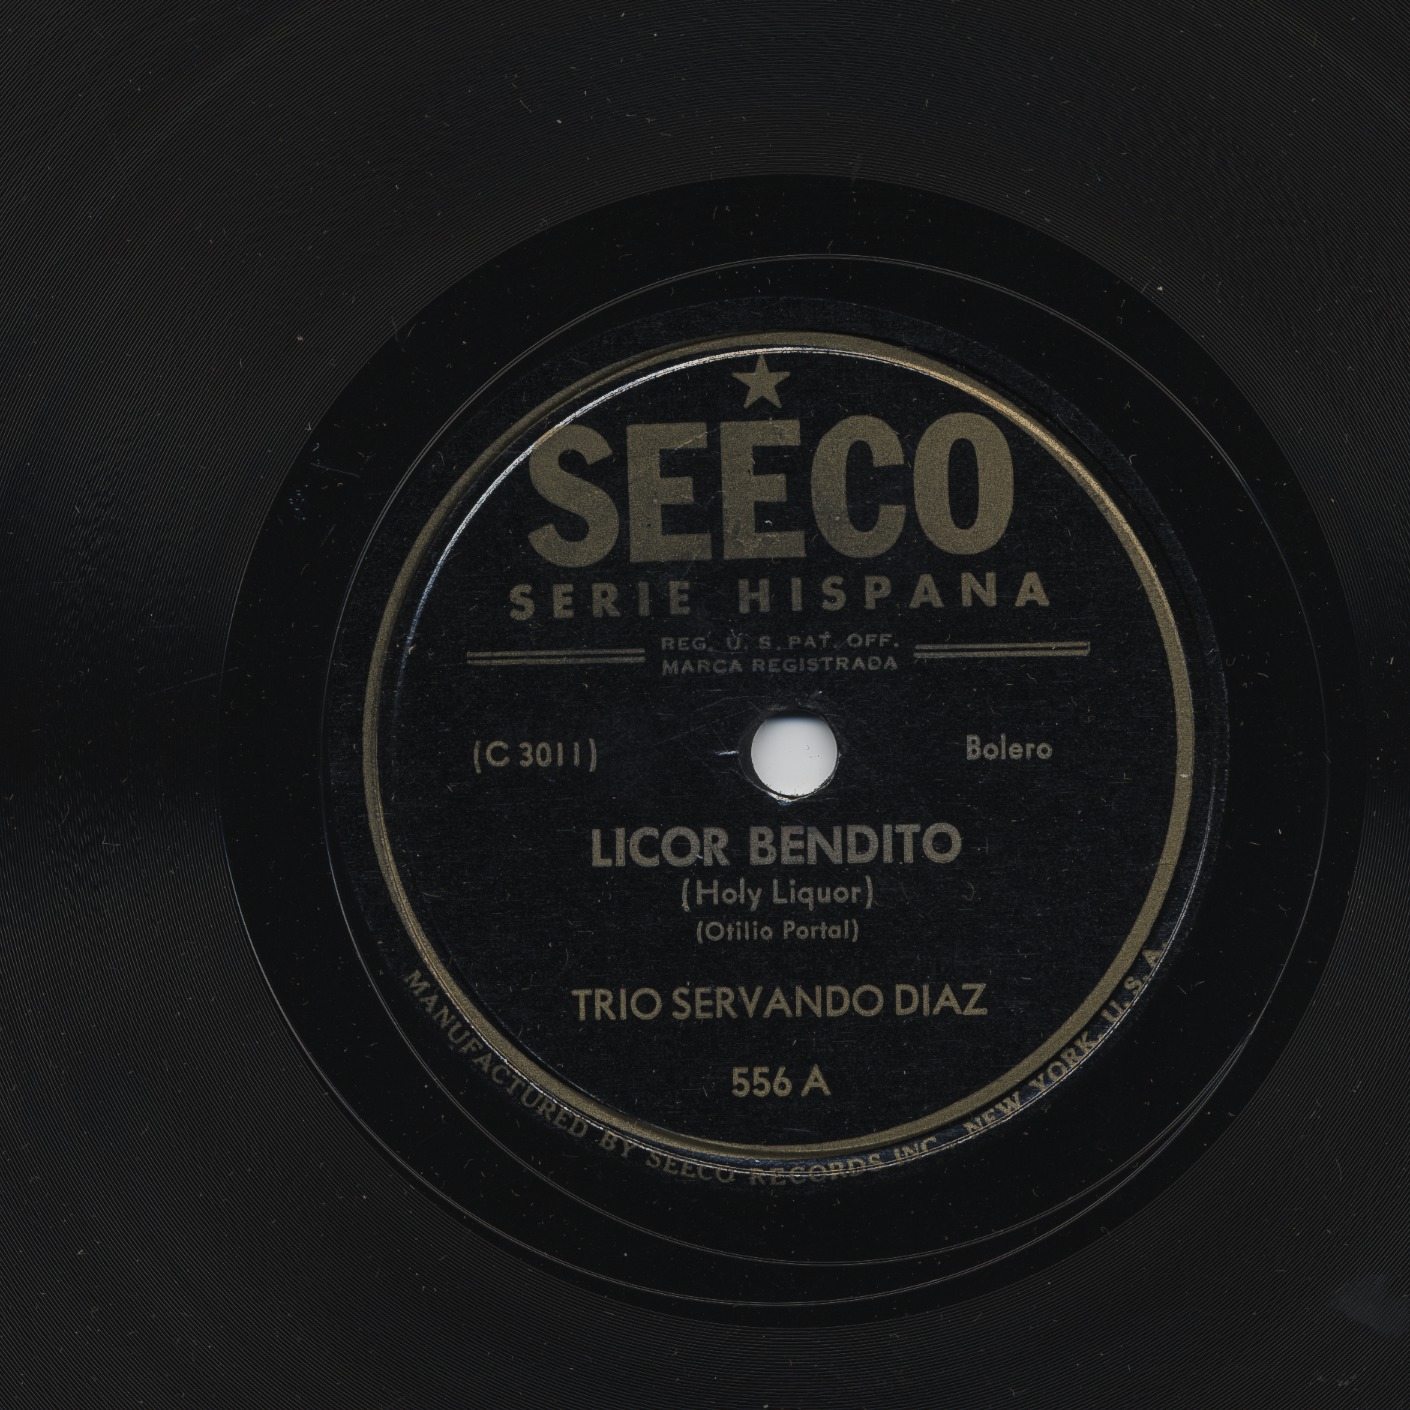 SEECO
SERIE HISPANA
REG. U. S. PAT. OFF.
MARCA REGISTRADA
(C 3011)
Bolero
LICOR BENDITO
(Holy Liquor)
(Otilio Portal)
TRIO SERVANDO DIAZ
556 A
MANUFACTURED BY SEECO RECORDS INC., NEW YORK, U. S. A.